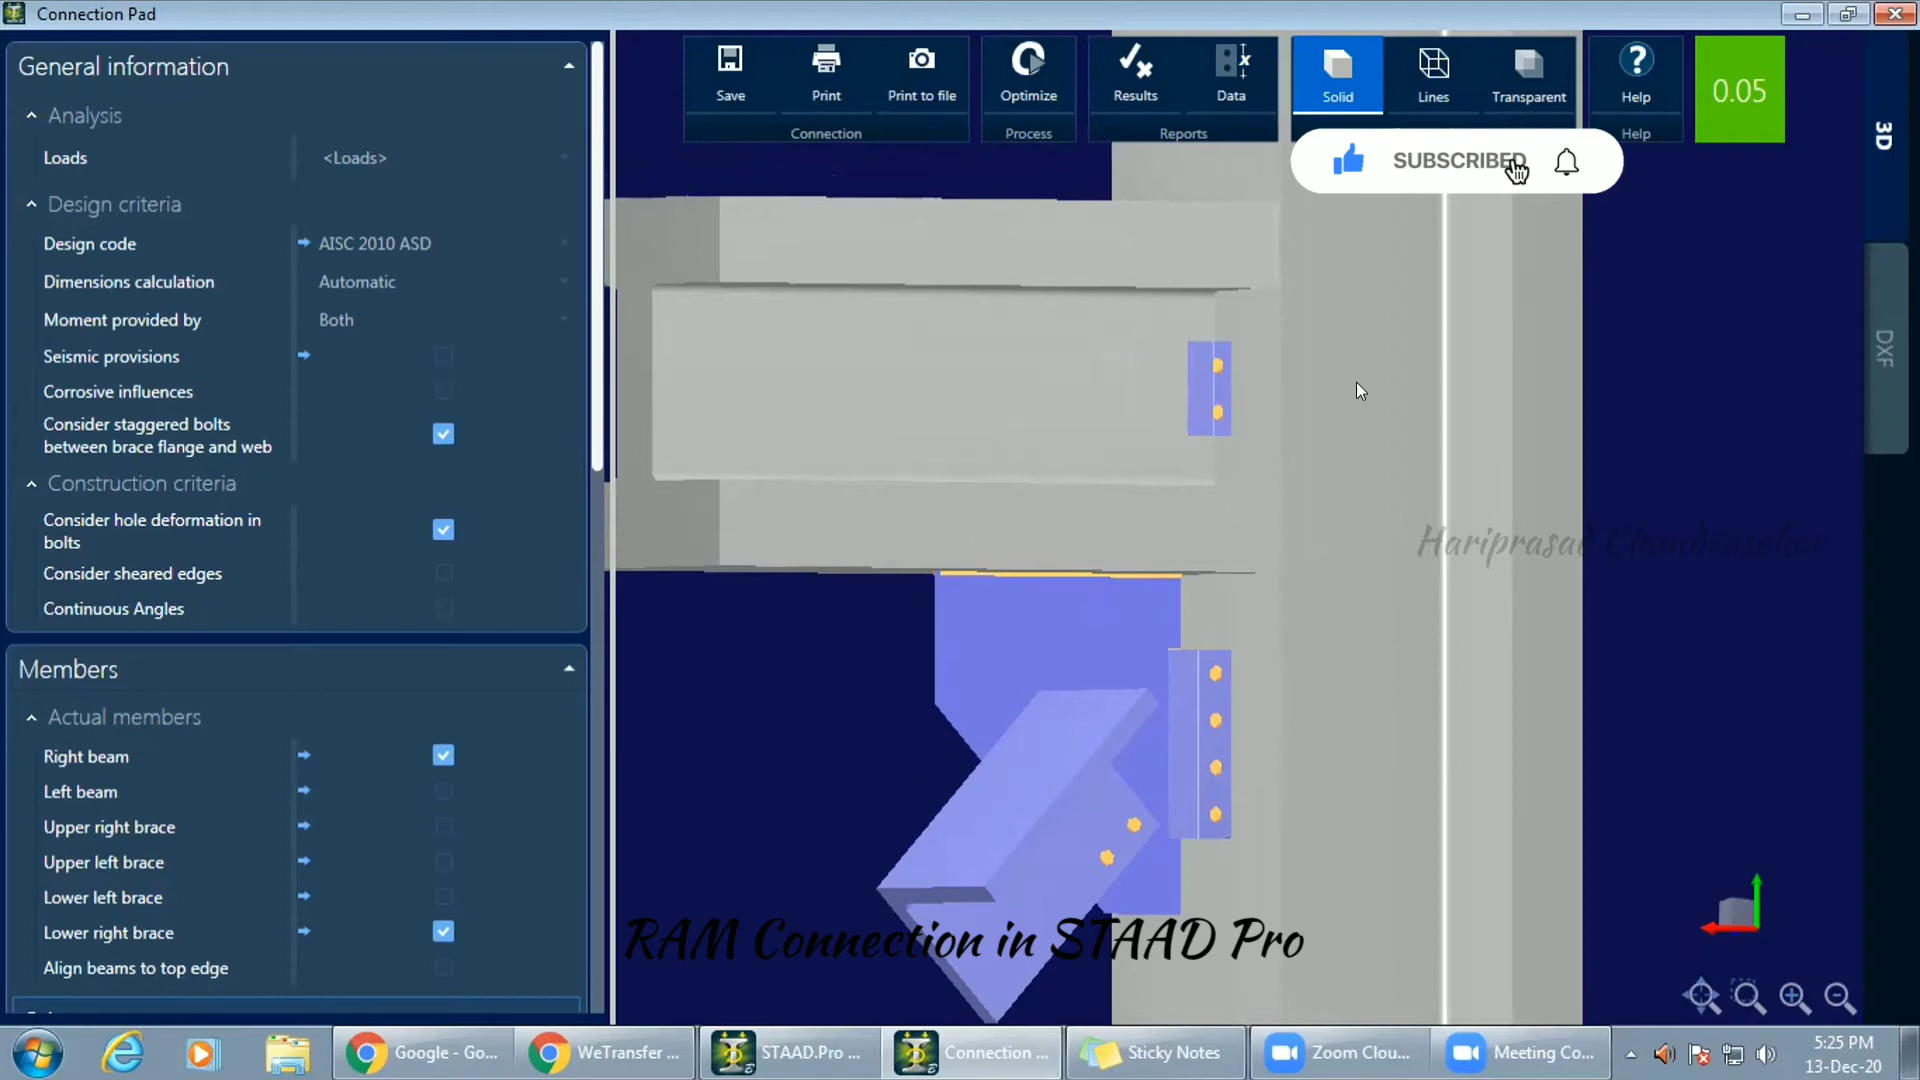 Connection Pad
General information
Analysis
Loads
<Loads>
Design criteria
Design code
AISC 2010 ASD
Dimensions calculation
Automatic
Moment provided by
Both
Seismic provisions
Corrosive influences
Consider staggered bolts
between brace flange and web
Construction criteria
Consider hole deformation in
bolts
Consider sheared edges
Continuous Angles
Members
Actual members
Right beam
Left beam
Upper right brace
Upper left brace
Lower left brace
Lower right brace
Align beams to top edge
Save
Print
Print to file
Connection
Optimize
Process
Results
Data
Reports
Solid
Lines
Transparent
Help
Help
0.05
3D
DXF
SUBSCRIBED
Hariprasad Chandrasekar
RAM Connection in STAAD Pro
Google - Go...
WeTransfer ...
STAAD.Pro ...
Connection ...
Sticky Notes
Zoom Clou...
Meeting Co...
5:25 PM
13-Dec-20